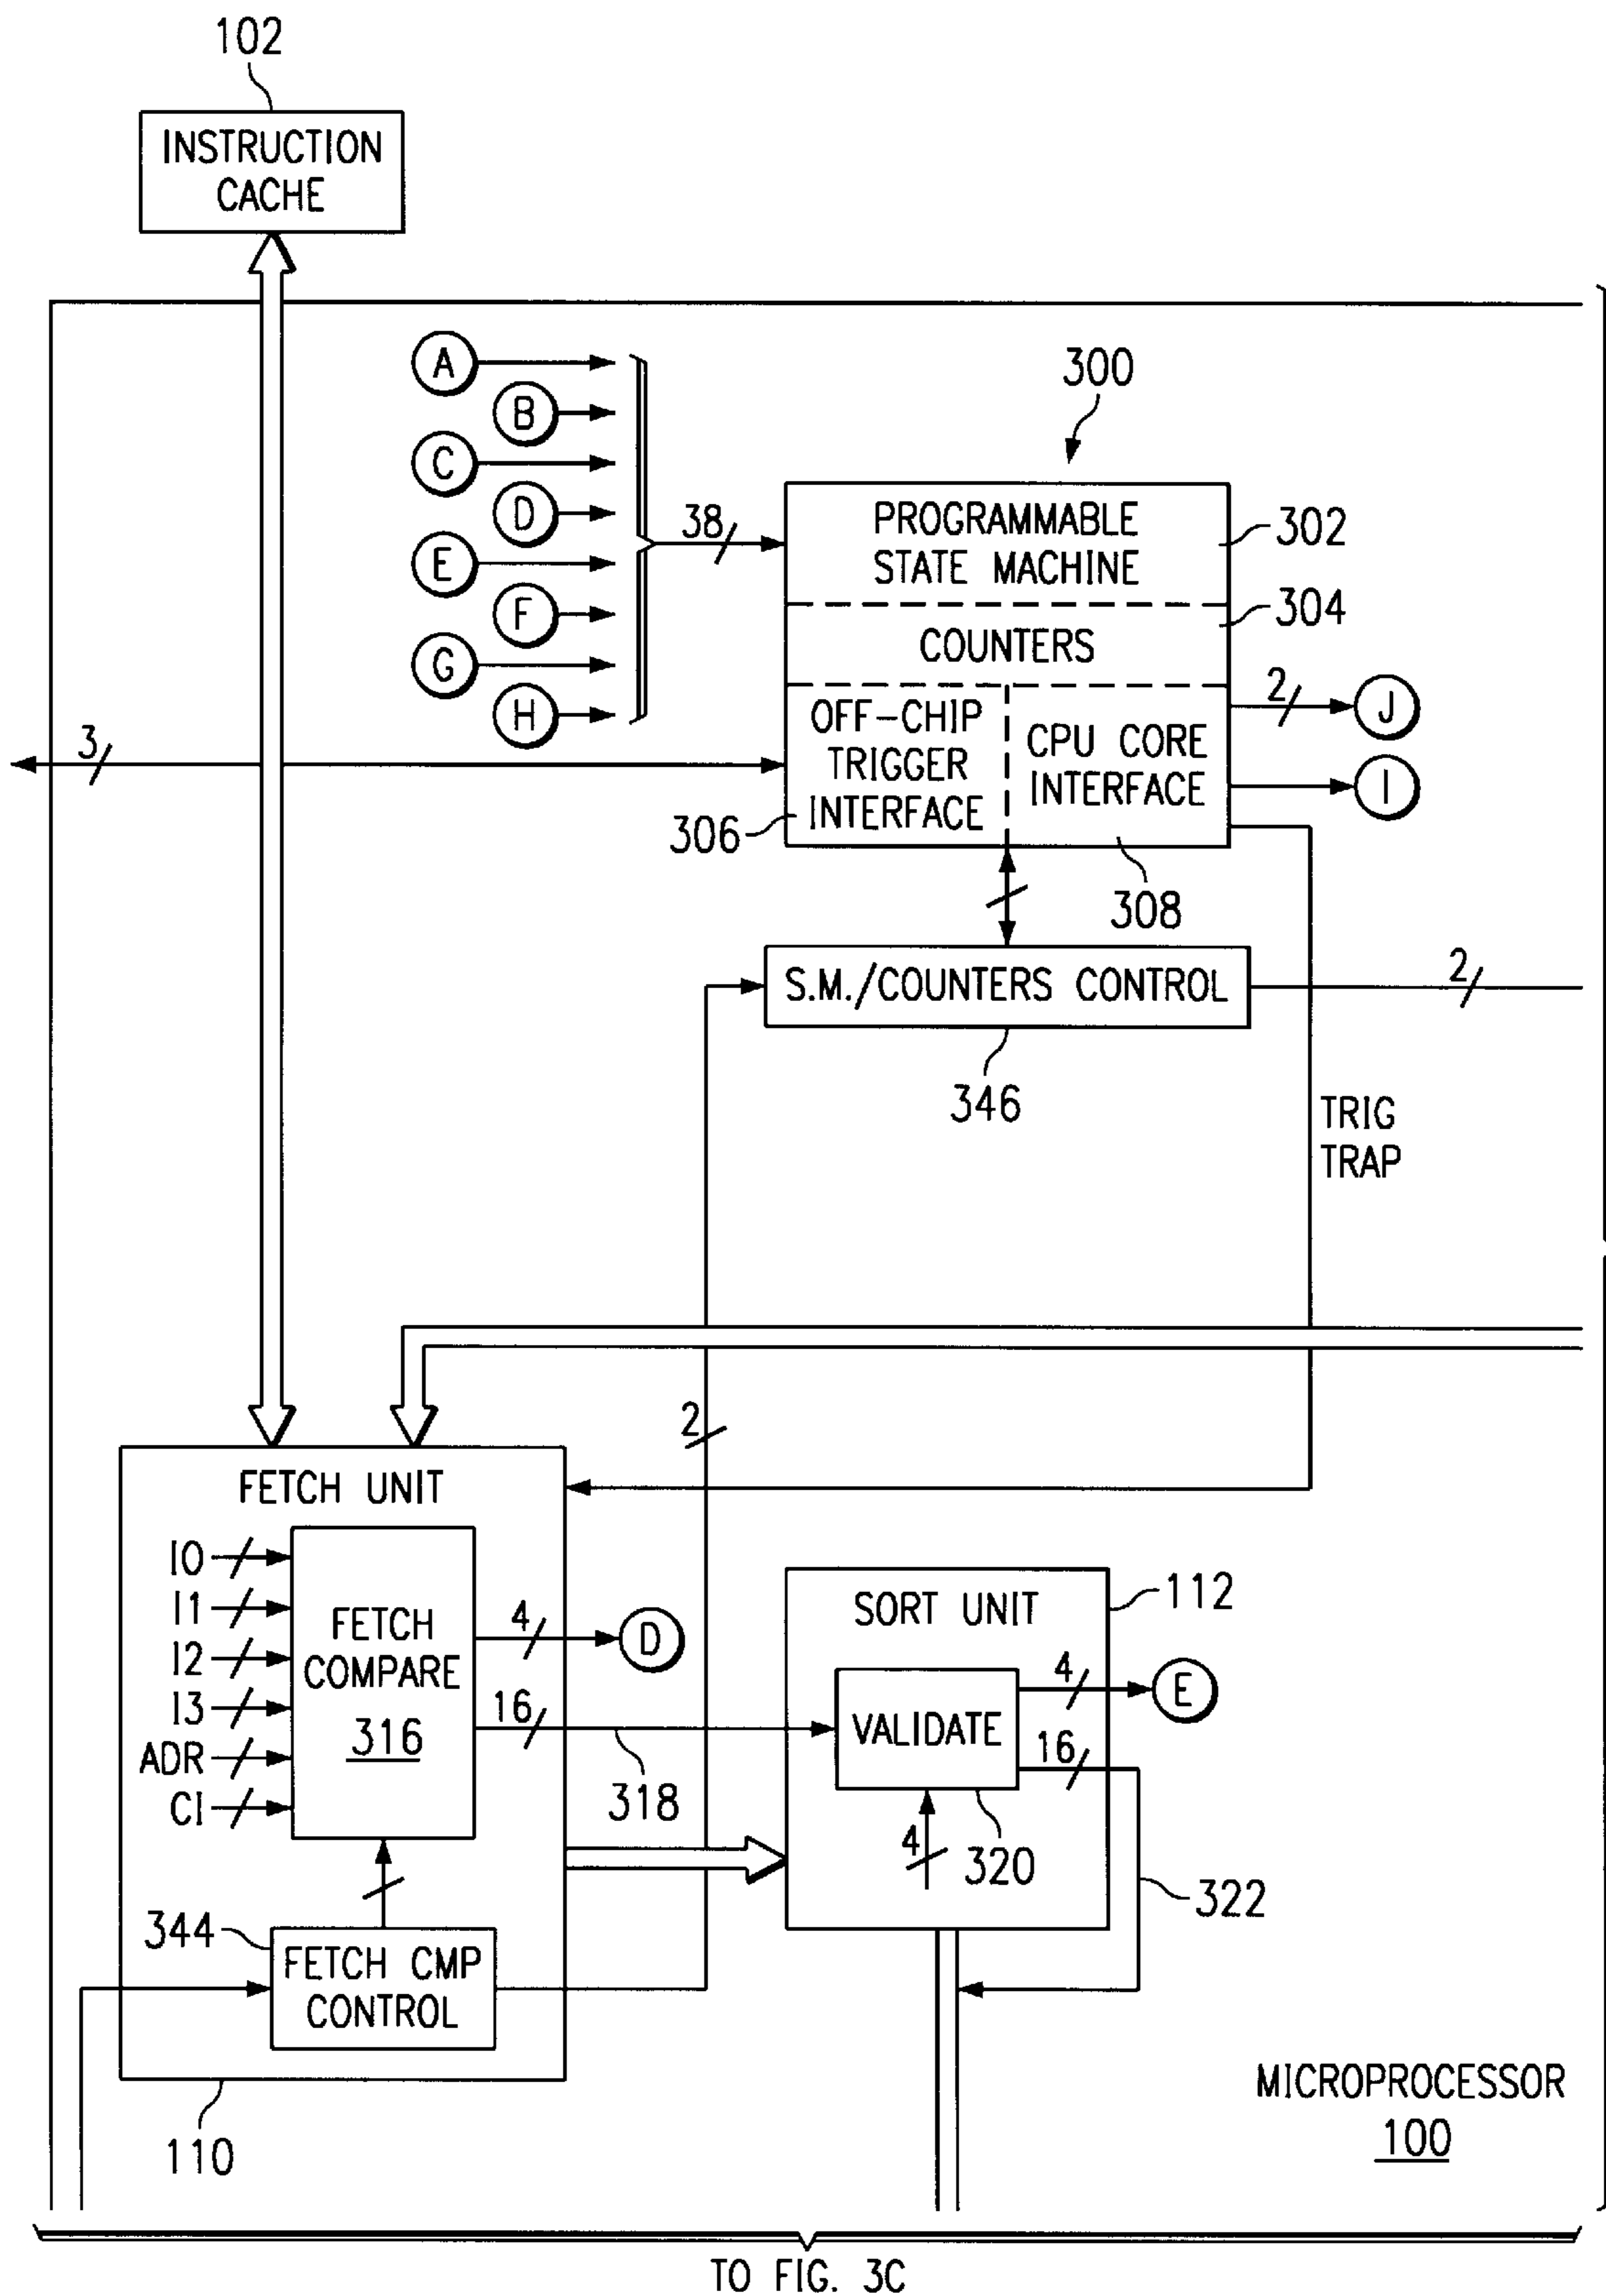 102
INSTRUCTION
CACHE
A
B
C
D
E
F
G
H
38
300
PROGRAMMABLE
STATE MACHINE
302
304
COUNTERS
OFF-CHIP
TRIGGER
INTERFACE
CPU CORE
INTERFACE
2
J
I
3
306
308
S.M./COUNTERS CONTROL
2
346
TRIG
TRAP
2
FETCH UNIT
I0
I1
I2
I3
ADR
CI
FETCH
COMPARE
316
4
D
16
318
SORT UNIT
112
VALIDATE
4
E
16
4
320
322
344
FETCH CMP
CONTROL
110
MICROPROCESSOR
100
TO FIG. 3C